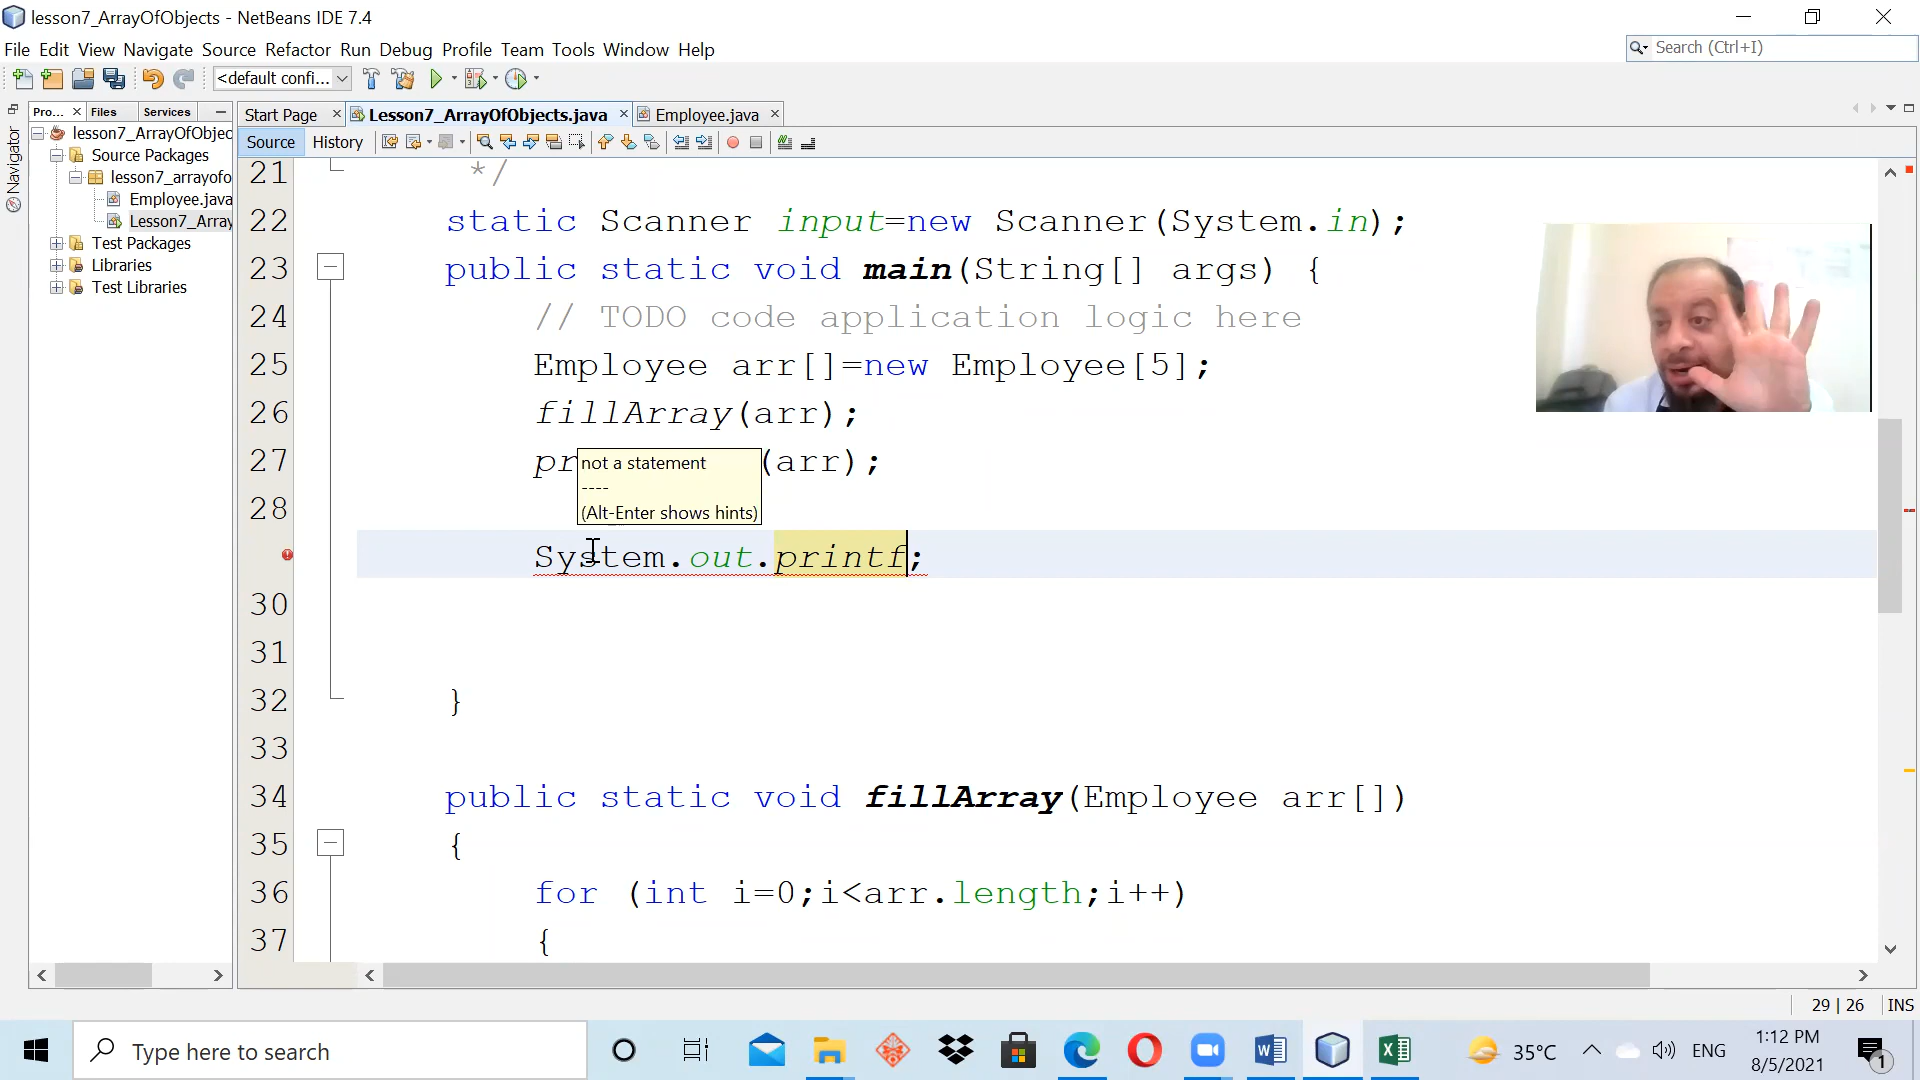 lesson7_ArrayOfObjects - NetBeans IDE 7.4
File Edit View Navigate Source Refactor Run Debug Profile Team Tools Window Help
Search (Ctrl+I)
<default confi...
Pro... Files Services
Start Page Lesson7_ArrayOfObjects.java Employee.java
Source History
Navigator
lesson7_ArrayOfObjec
Source Packages
lesson7_arrayofo
Employee.java
Lesson7_Array
Test Packages
Libraries
Test Libraries
21 */
22 static Scanner input=new Scanner(System.in);
23 public static void main(String[] args) {
24 // TODO code application logic here
25 Employee arr[]=new Employee[5];
26 fillArray(arr);
27 pr (arr);
not a statement
----
(Alt-Enter shows hints)
28
System.out.printf;
30
31
32 }
33
34 public static void fillArray(Employee arr[])
35 {
36 for (int i=0;i<arr.length;i++)
37 {
29 | 26 INS
Type here to search
35°C
ENG
1:12 PM
8/5/2021
1